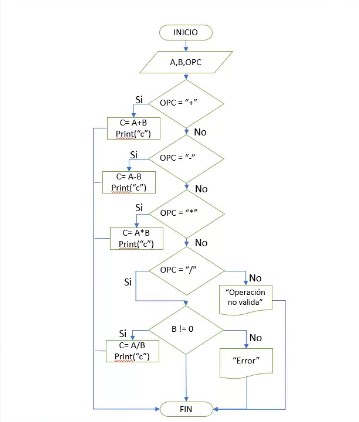 INICIO
A,B,OPC
Si
OPC = “+”
C= A+B
Print(“c”)
No
Si
OPC = “-”
C= A-B
Print(“c”)
No
Si
OPC = “*”
C= A*B
Print(“c”)
No
OPC = “/”
Si
No
“Operación
no valida”
Si
B != 0
No
C= A/B
Print(“c”)
“Error”
FIN